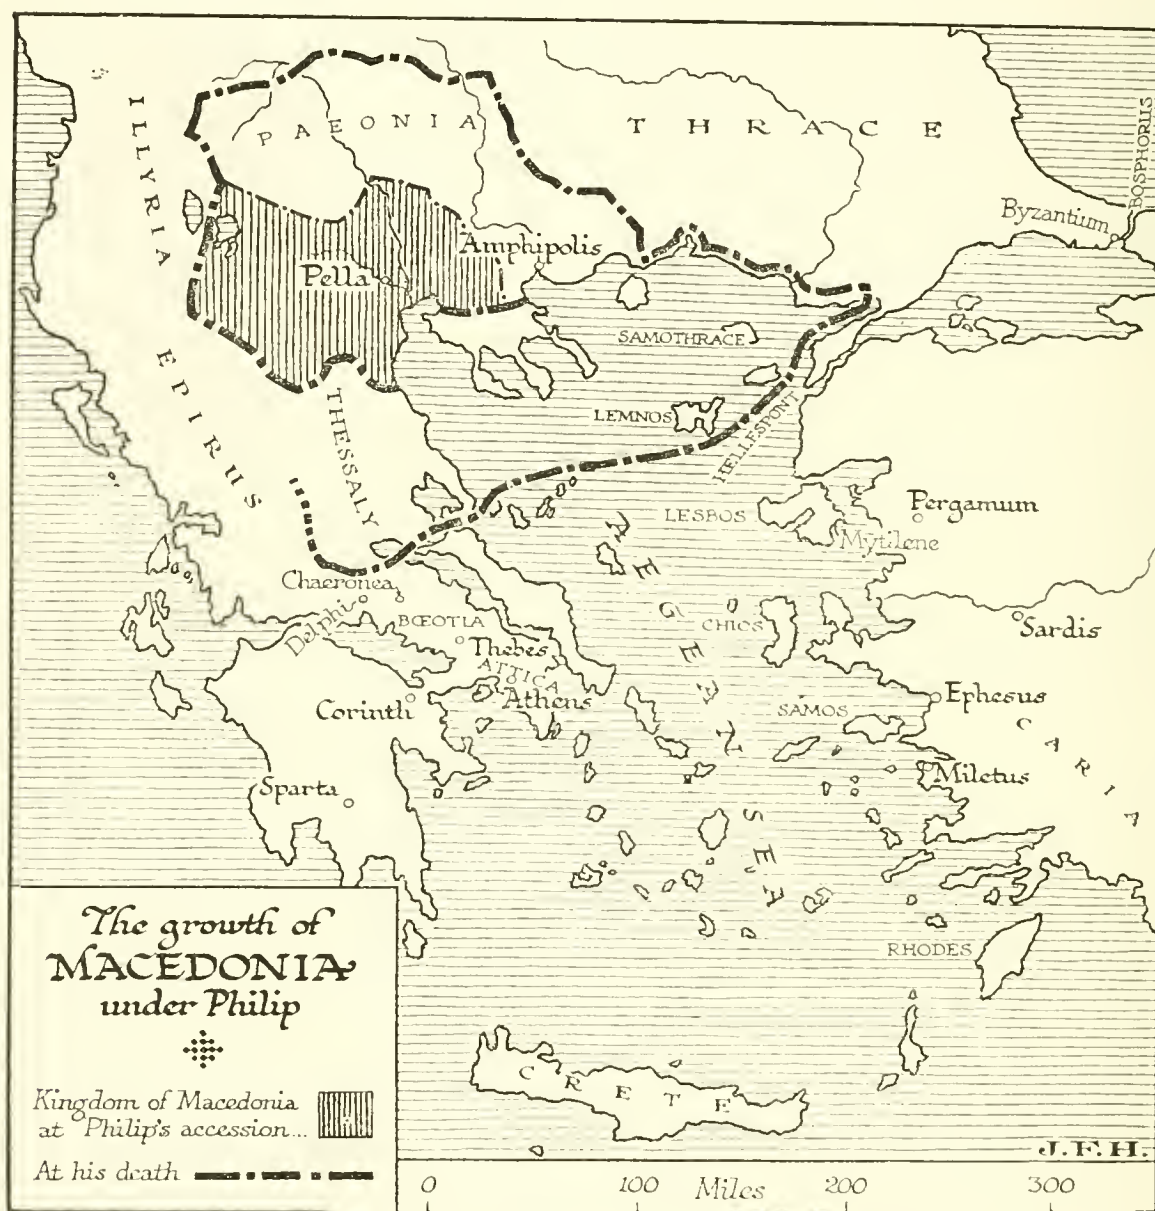 ILLYRIA
PAEONIA
THRACE
BOSPHORUS
Byzantium
Amphipolis
Pella
SAMOTHRACE
EPIRUS
THESSALY
LEMNOS
HELLESPONT
LESBOS
Pergamum
Mytilene
AEGEAN SEA
Chaeronea
Delphi
BŒOTIA
CHIOS
Sardis
Thebes
ATTICA
Athens
Corinth
SAMOS
Ephesus
CARIA
Miletus
Sparta
RHODES
CRETE
The growth of
MACEDONIA
under Philip
Kingdom of Macedonia
at Philip's accession...
At his death
J.F.H.
0 100 Miles 200 300